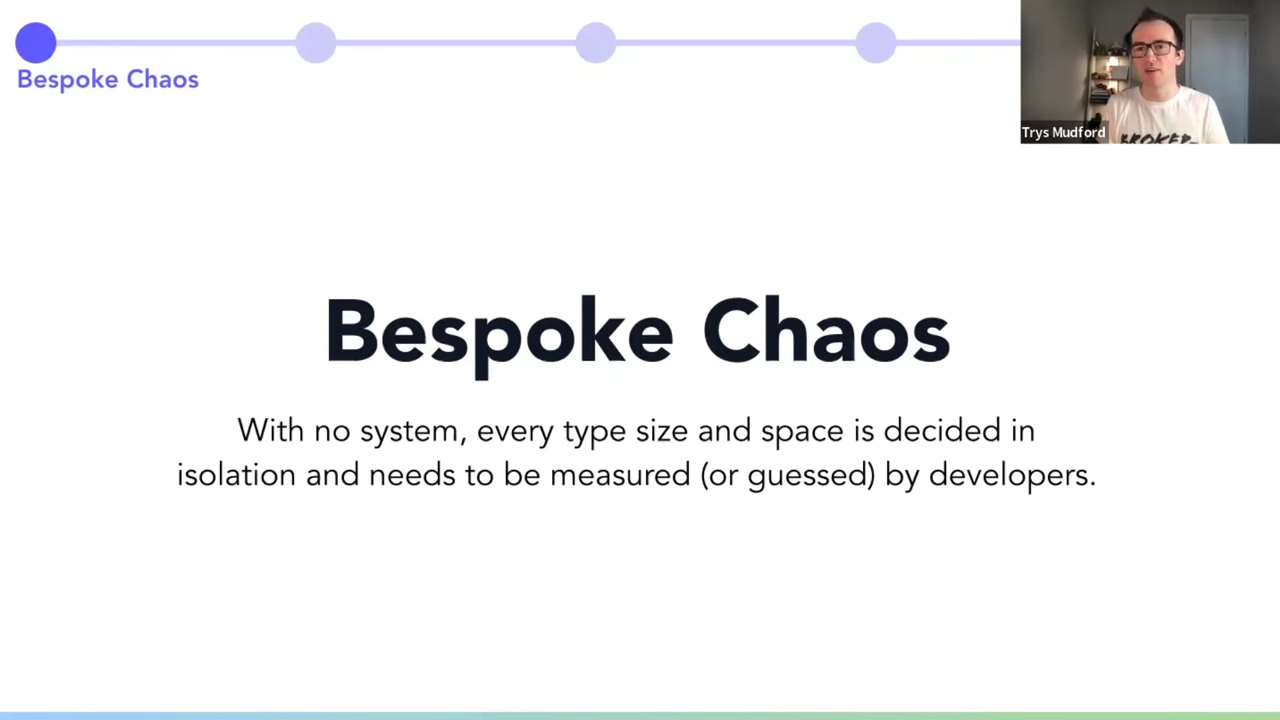 Bespoke Chaos
Trys Mudford
BROKER-
Bespoke Chaos
With no system, every type size and space is decided in
isolation and needs to be measured (or guessed) by developers.